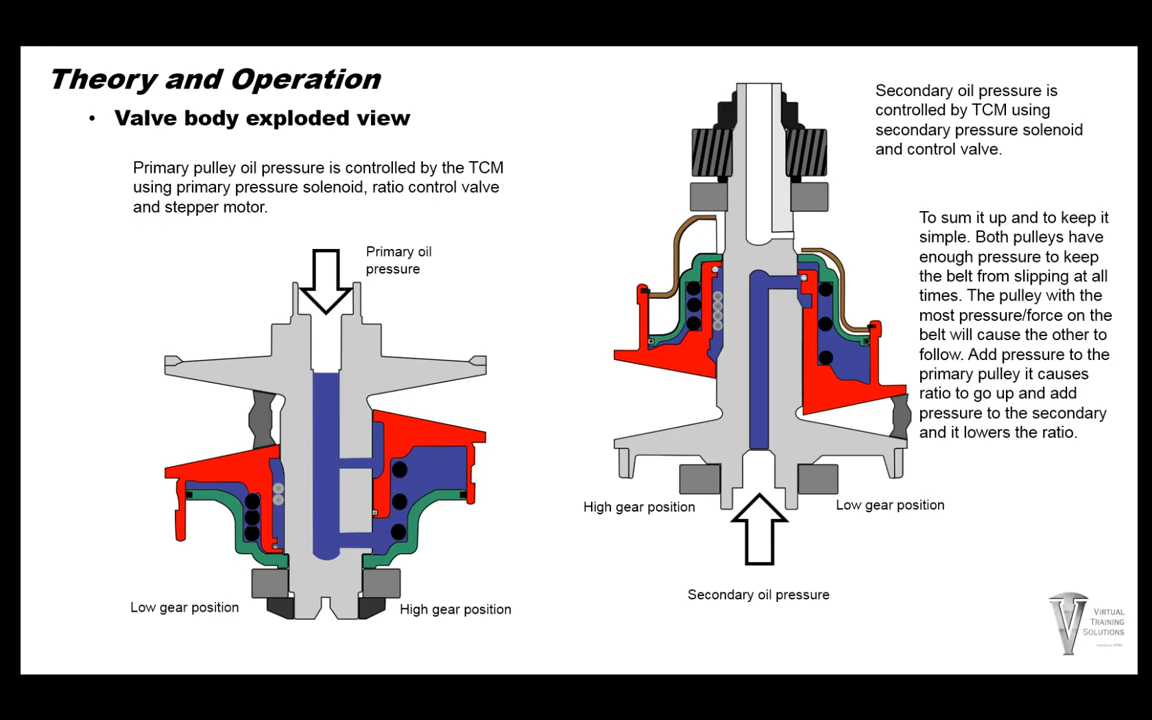 Theory and Operation
• Valve body exploded view
Primary pulley oil pressure is controlled by the TCM
using primary pressure solenoid, ratio control valve
and stepper motor.
Primary oil
pressure
Low gear position
High gear position
Secondary oil pressure is
controlled by TCM using
secondary pressure solenoid
and control valve.
To sum it up and to keep it
simple. Both pulleys have
enough pressure to keep
the belt from slipping at all
times. The pulley with the
most pressure/force on the
belt will cause the other to
follow. Add pressure to the
primary pulley it causes
ratio to go up and add
pressure to the secondary
and it lowers the ratio.
High gear position
Low gear position
Secondary oil pressure
VIRTUAL
TRAINING
SOLUTIONS